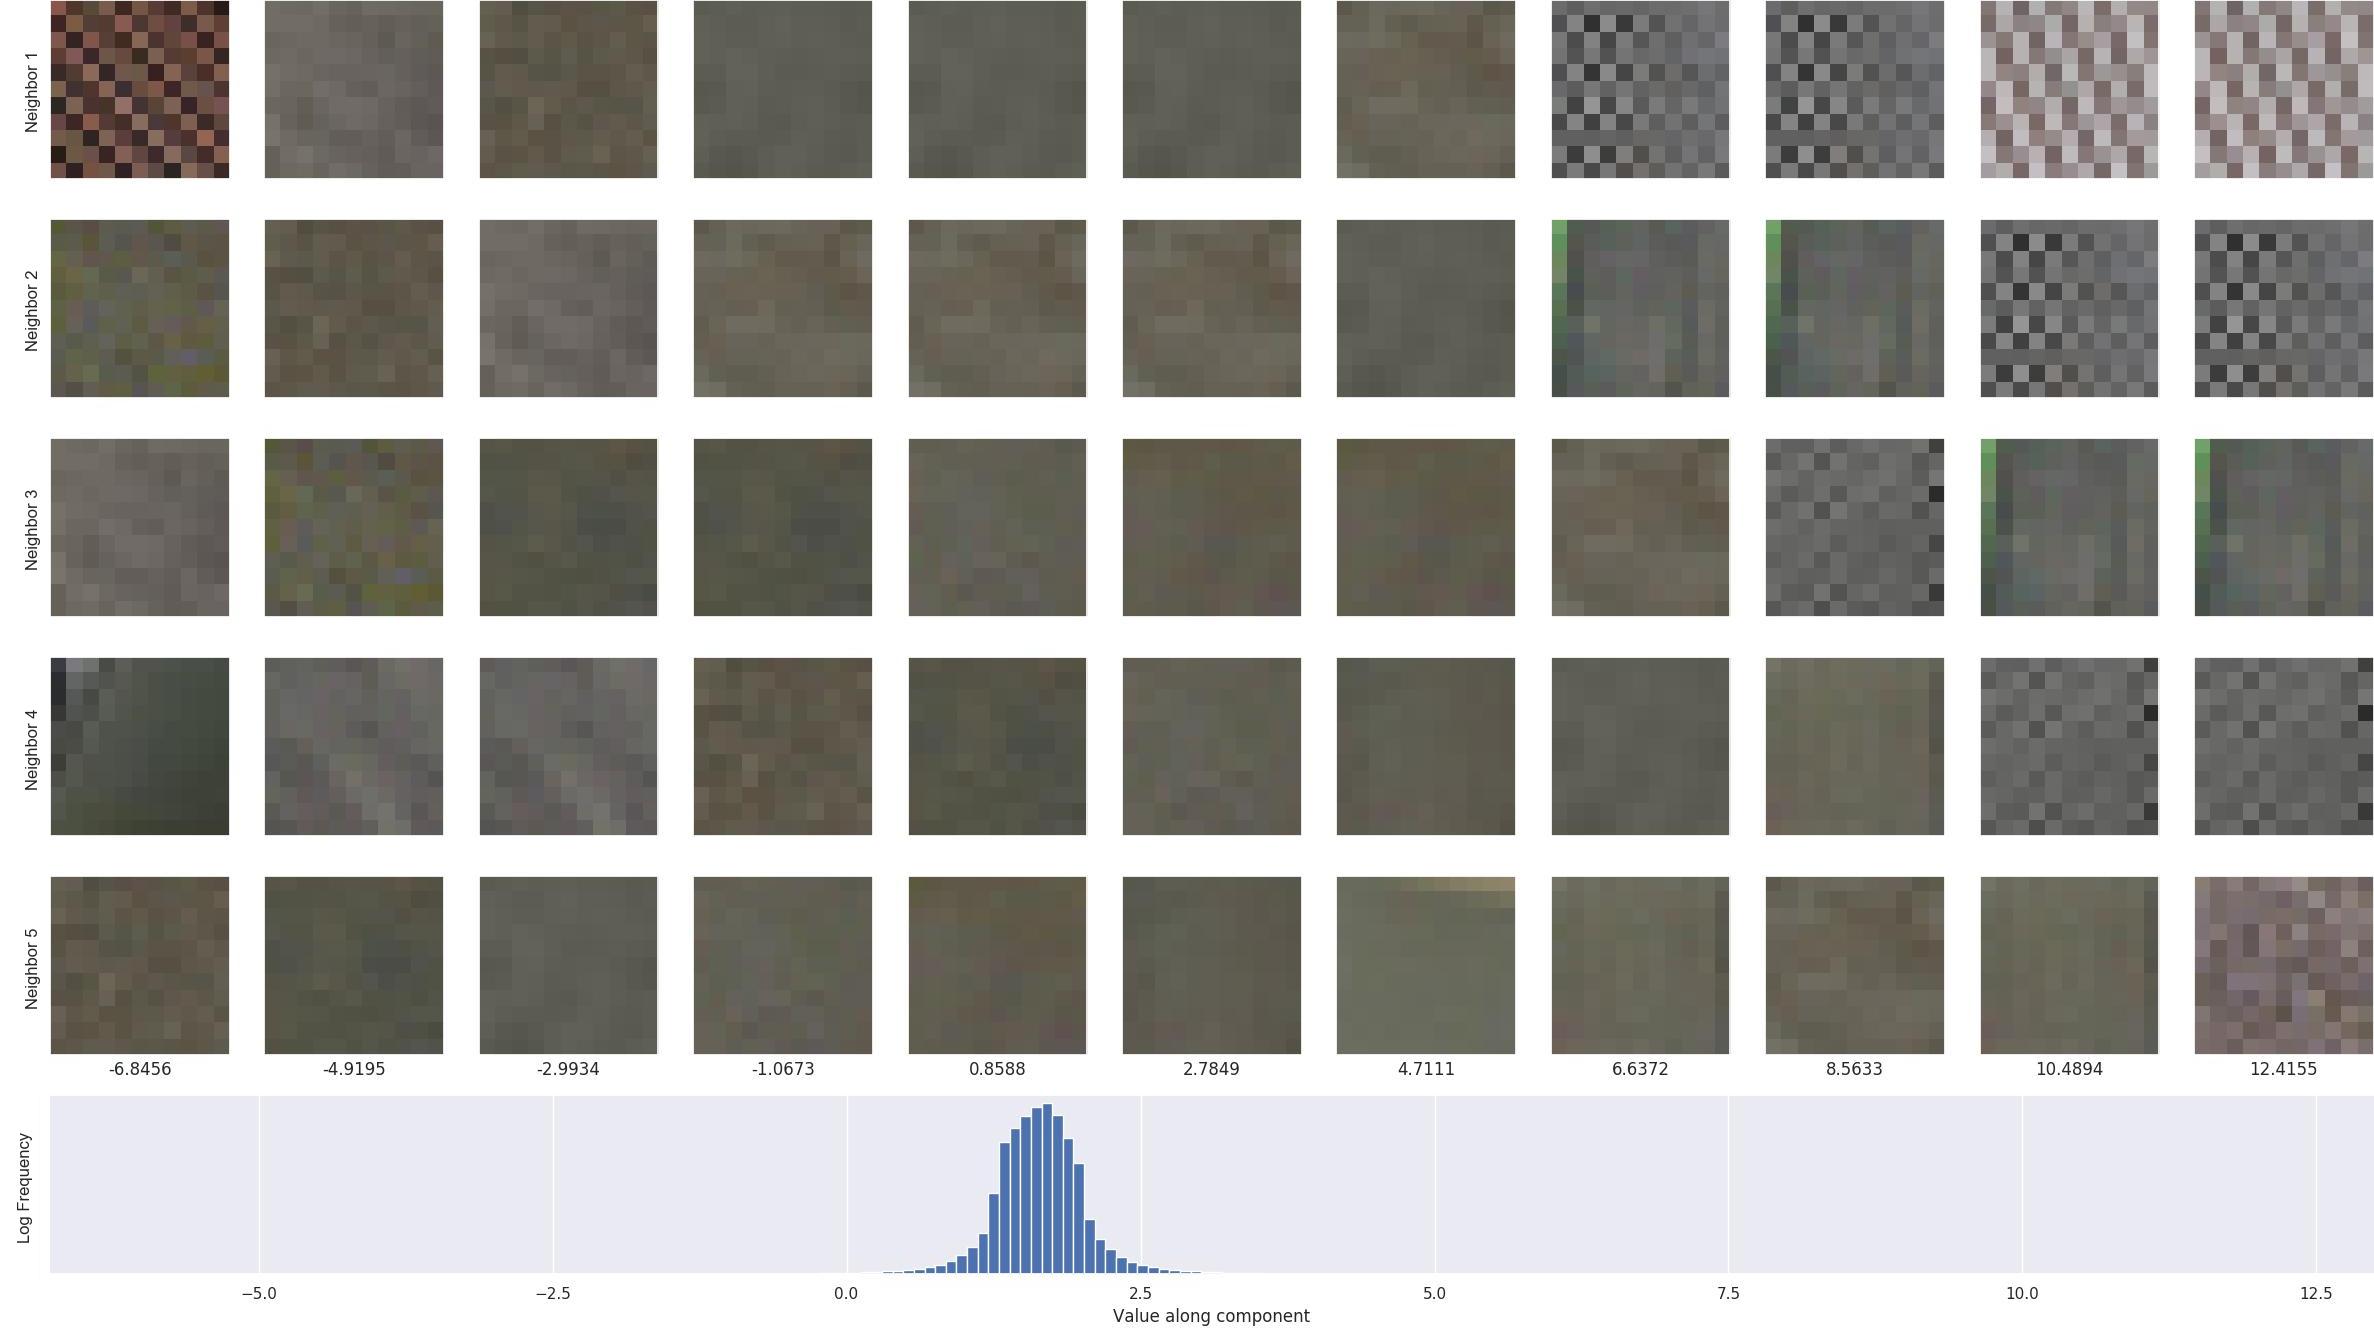 Neighbor 1
Neighbor 2
Neighbor 3
Neighbor 4
Neighbor 5
-6.8456 -4.9195 -2.9934 -1.0673 0.8588 2.7849 4.7111 6.6372 8.5633 10.4894 12.4155
Log Frequency
−5.0 −2.5 0.0 2.5 5.0 7.5 10.0 12.5
Value along component